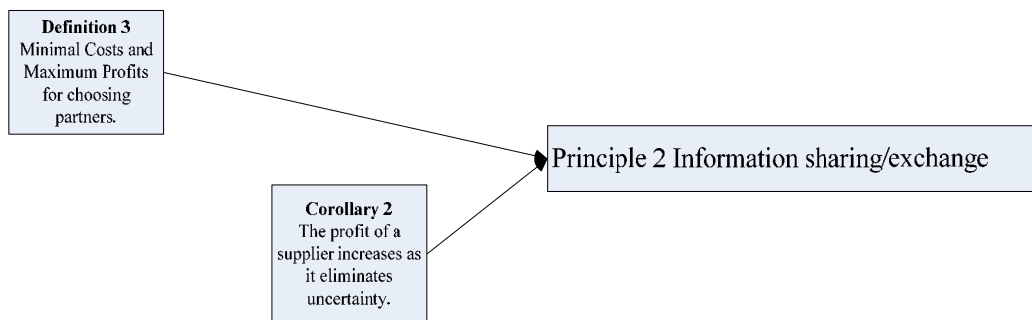 Definition 3
Minimal Costs and
Maximum Profits
for choosing
partners.
Principle 2 Information sharing/exchange
Corollary 2
The profit of a
supplier increases as
it eliminates
uncertainty.